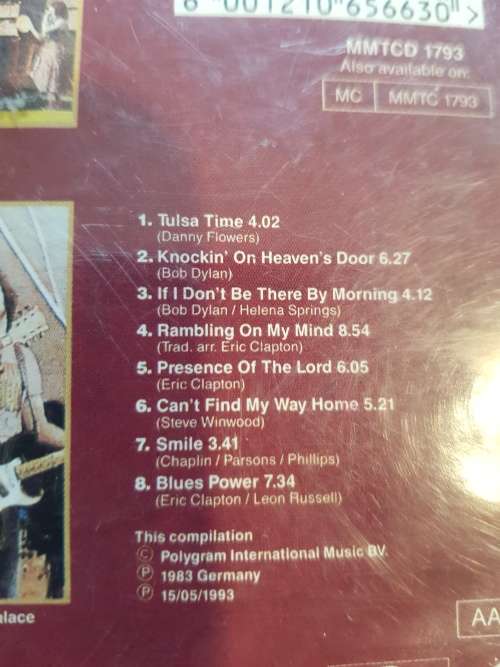 8 001210 656630 >
MMTCD 1793
Also available on:
MC MMTC 1793
1. Tulsa Time 4.02
(Danny Flowers)
2. Knockin' On Heaven's Door 6.27
(Bob Dylan)
3. If I Don't Be There By Morning 4.12
(Bob Dylan / Helena Springs)
4. Rambling On My Mind 8.54
(Trad. arr. Eric Clapton)
5. Presence Of The Lord 6.05
(Eric Clapton)
6. Can't Find My Way Home 5.21
(Steve Winwood)
7. Smile 3.41
(Chaplin / Parsons / Phillips)
8. Blues Power 7.34
(Eric Clapton / Leon Russell)
This compilation
© Polygram International Music BV.
℗ 1983 Germany
℗ 15/05/1993
alace
AA